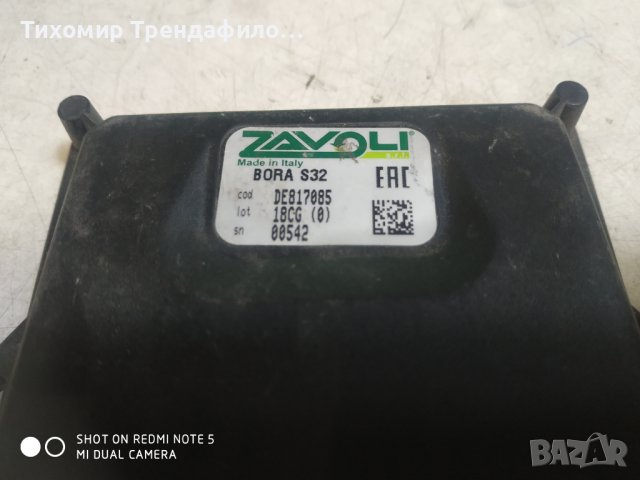 Тихомир Трендафило...
ZAVOLI
Made in Italy
BORA S32
EAC
cod DE817085
lot 18CG (0)
sn 00542
SHOT ON REDMI NOTE 5
MI DUAL CAMERA
BAZAR